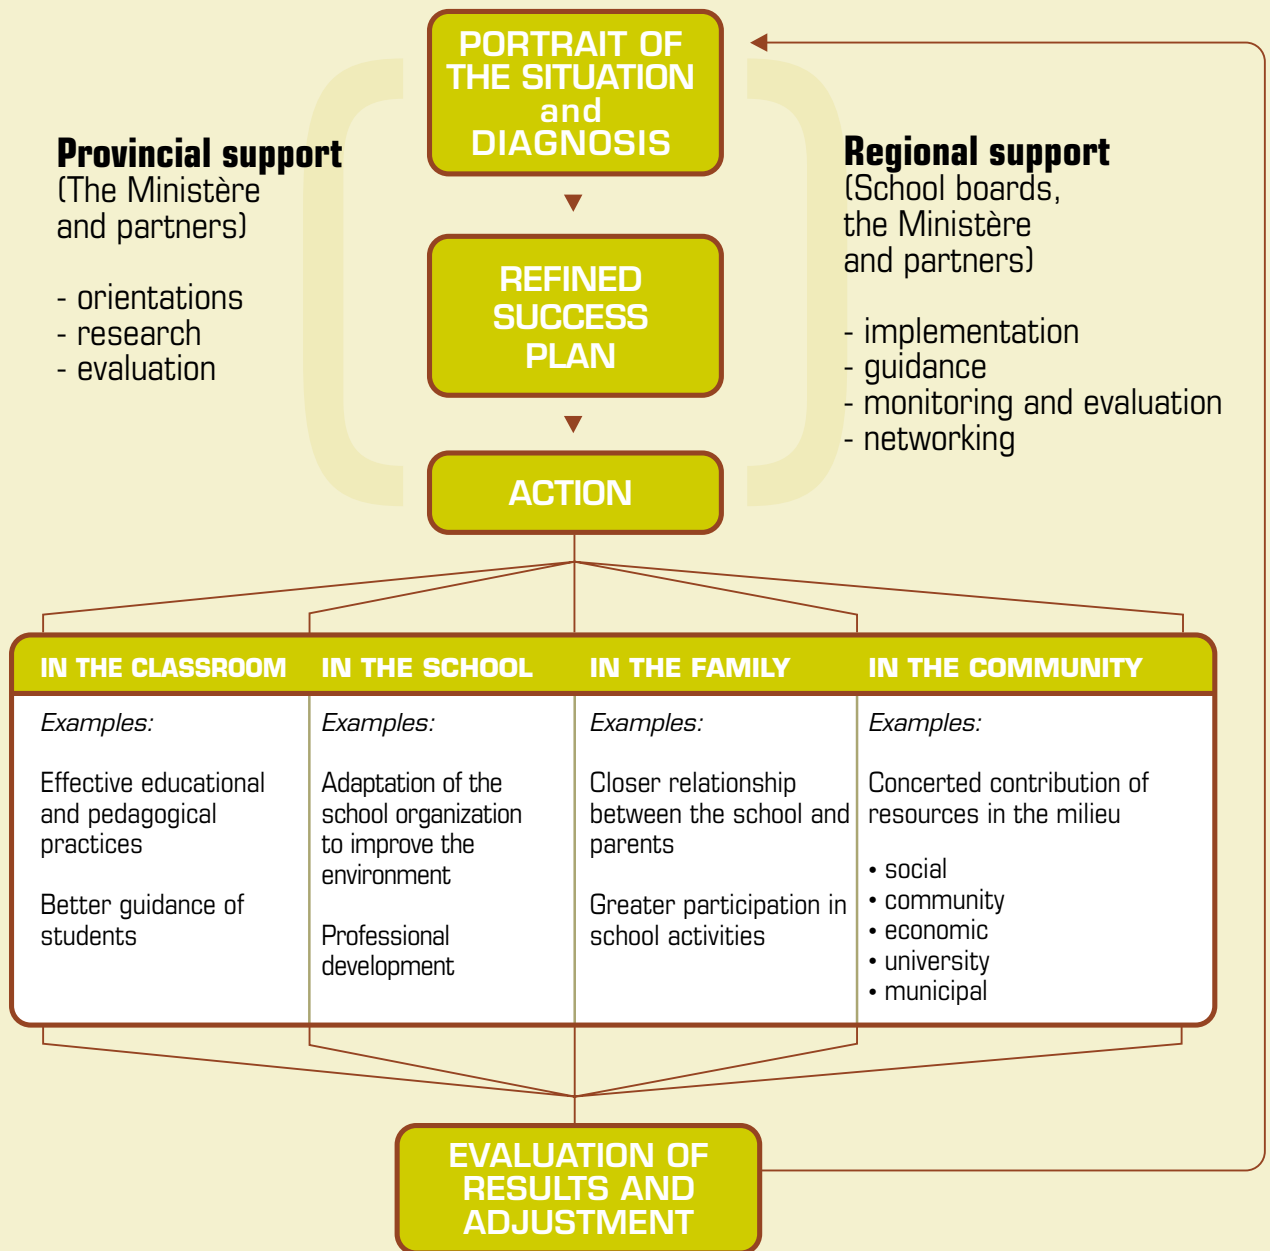 PORTRAIT OF
THE SITUATION
and
DIAGNOSIS
Provincial support
(The Ministère
and partners)
- orientations
- research
- evaluation
Regional support
(School boards,
the Ministère
and partners)
- implementation
- guidance
- monitoring and evaluation
- networking
REFINED
SUCCESS
PLAN
ACTION
IN THE CLASSROOM
Examples:
Effective educational
and pedagogical
practices
Better guidance of
students
IN THE SCHOOL
Examples:
Adaptation of the
school organization
to improve the
environment
Professional
development
IN THE FAMILY
Examples:
Closer relationship
between the school and
parents
Greater participation in
school activities
IN THE COMMUNITY
Examples:
Concerted contribution of
resources in the milieu
• social
• community
• economic
• university
• municipal
EVALUATION OF
RESULTS AND
ADJUSTMENT